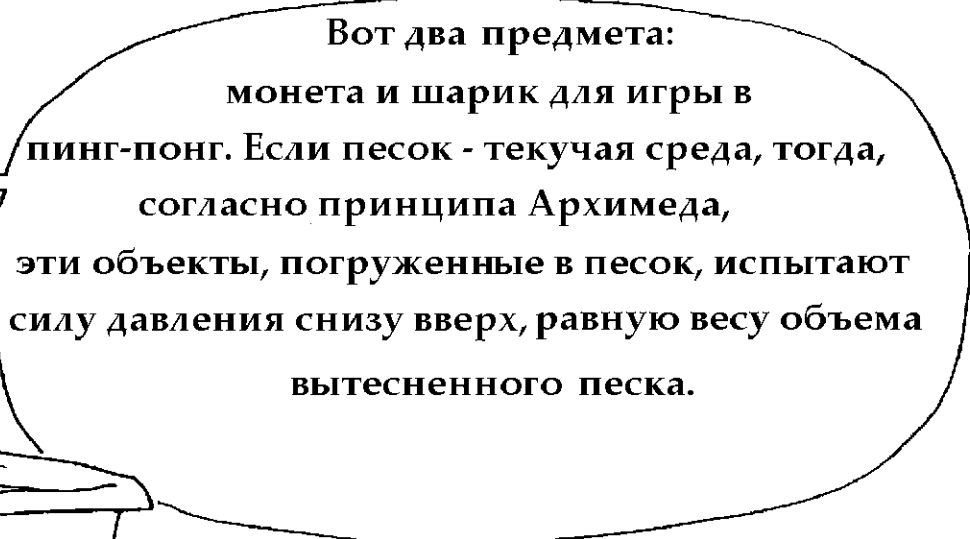 Вот два предмета:
монета и шарик для игры в
пинг-понг. Если песок - текучая среда, тогда,
согласно принципа Архимеда,
эти объекты, погруженные в песок, испытают
силу давления снизу вверх, равную весу объема
вытесненного песка.